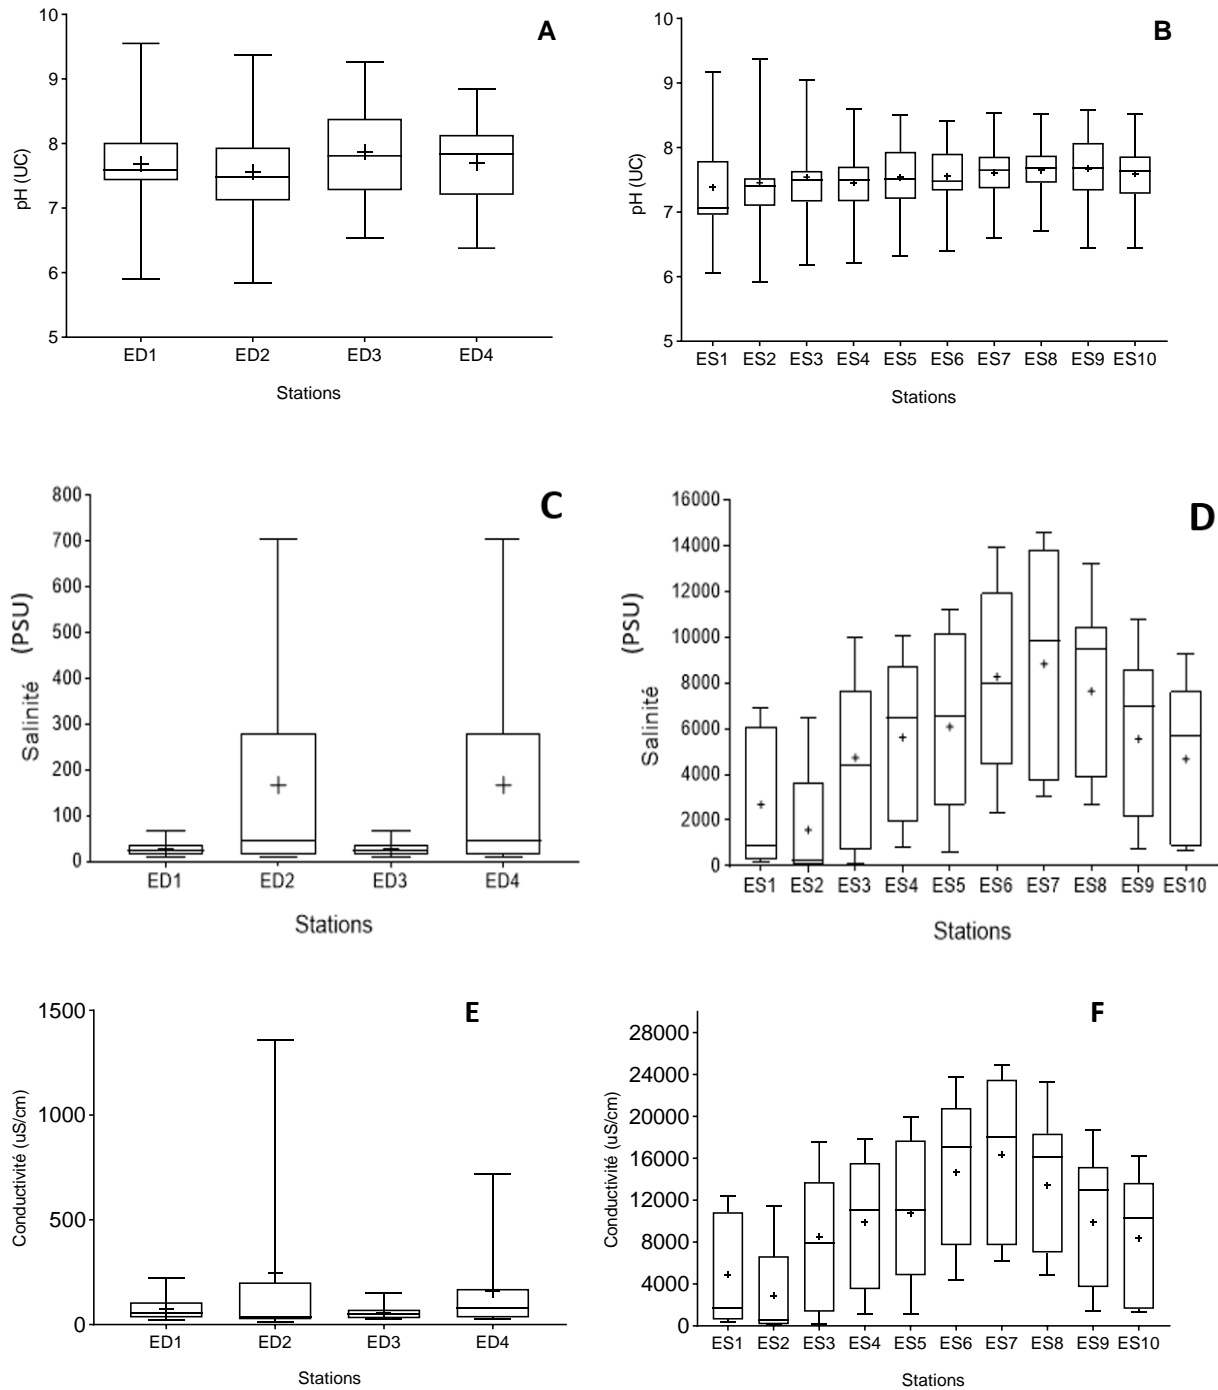 A
10
9
8
7
6
5
pH (UC)
ED1 ED2 ED3 ED4
Stations
B
10
9
8
7
6
5
pH (UC)
ES1 ES2 ES3 ES4 ES5 ES6 ES7 ES8 ES9 ES10
Stations
C
800
700
600
500
400
300
200
100
0
Salinité (PSU)
ED1 ED2 ED3 ED4
Stations
D
16000
14000
12000
10000
8000
6000
4000
2000
0
Salinité (PSU)
ES1 ES2 ES3 ES4 ES5 ES6 ES7 ES8 ES9 ES10
Stations
E
1500
1000
500
0
Conductivité (uS/cm)
ED1 ED2 ED3 ED4
Stations
F
28000
24000
20000
16000
12000
8000
4000
0
Conductivité (uS/cm)
ES1 ES2 ES3 ES4 ES5 ES6 ES7 ES8 ES9 ES10
Stations